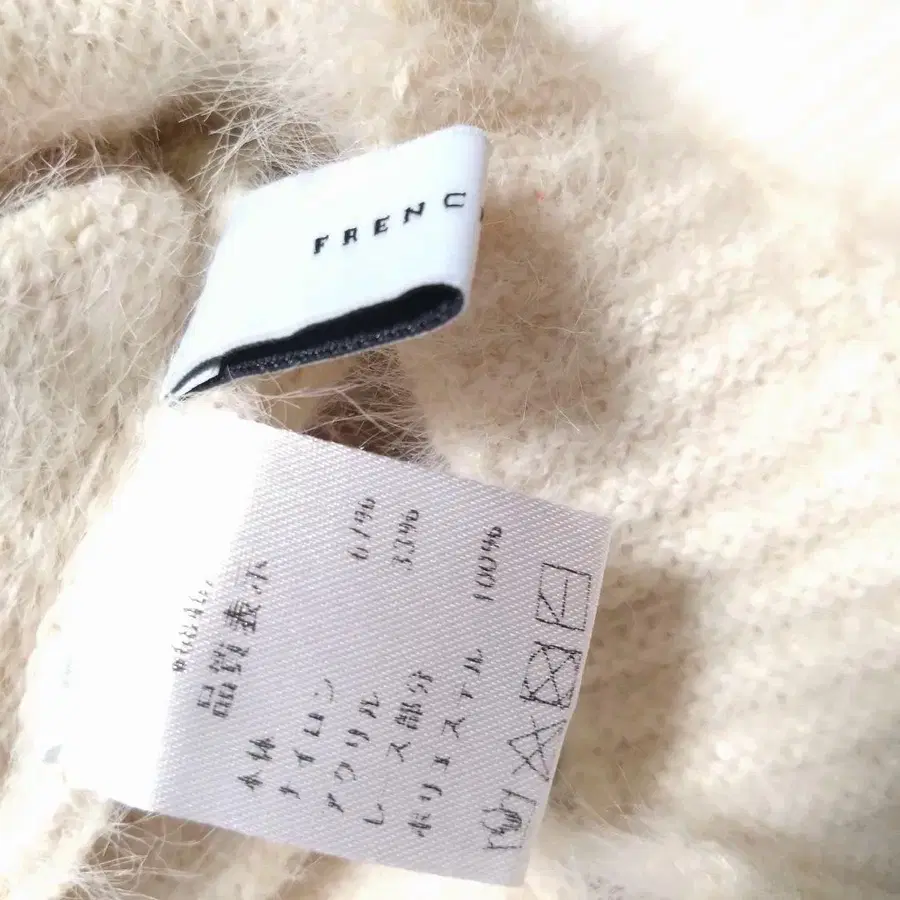 FRENC
品質表示
本体
ナイロン 67%
アクリル 33%
レース部分
ポリエステル 100%